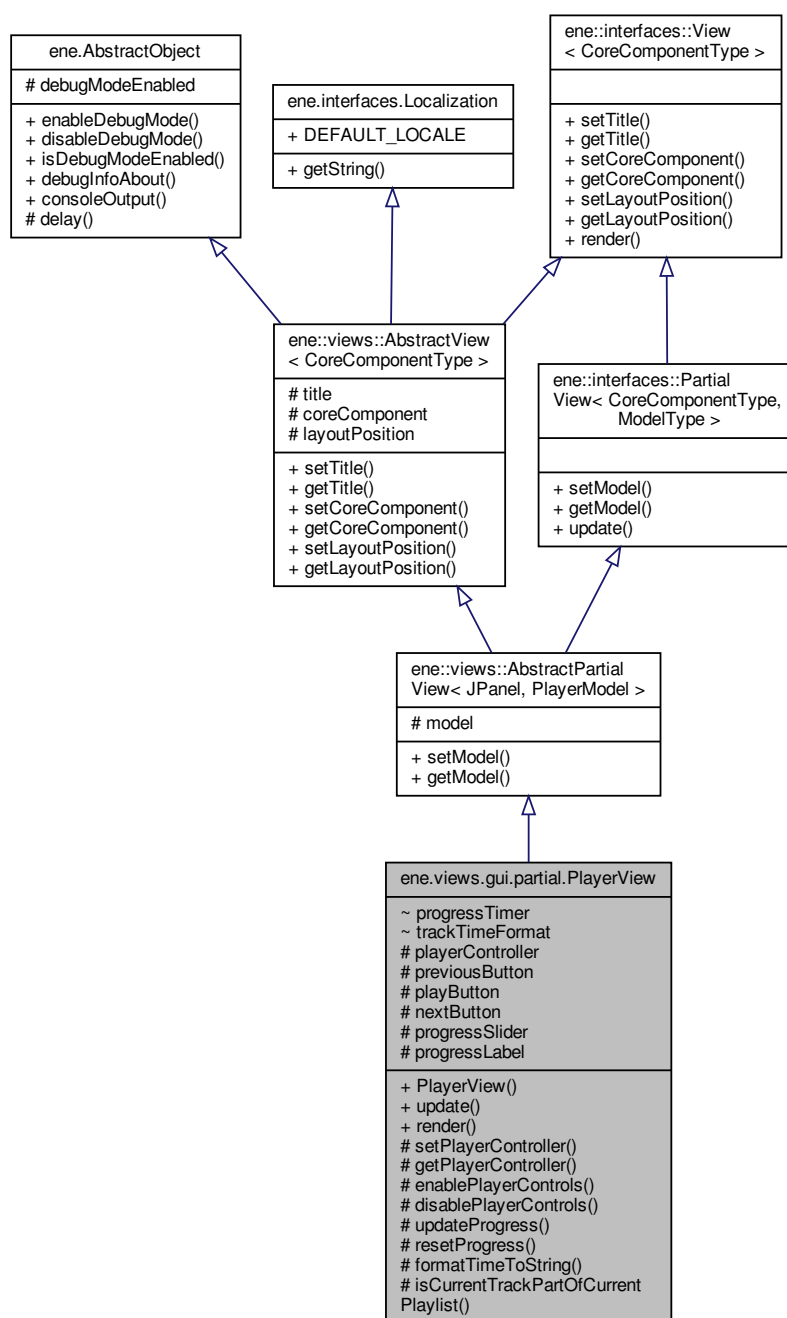 ene.AbstractObject
# debugModeEnabled
+ enableDebugMode()
+ disableDebugMode()
+ isDebugModeEnabled()
+ debugInfoAbout()
+ consoleOutput()
# delay()
ene.interfaces.Localization
+ DEFAULT_LOCALE
+ getString()
ene::interfaces::View
< CoreComponentType >
+ setTitle()
+ getTitle()
+ setCoreComponent()
+ getCoreComponent()
+ setLayoutPosition()
+ getLayoutPosition()
+ render()
ene::views::AbstractView
< CoreComponentType >
# title
# coreComponent
# layoutPosition
+ setTitle()
+ getTitle()
+ setCoreComponent()
+ getCoreComponent()
+ setLayoutPosition()
+ getLayoutPosition()
ene::interfaces::Partial
View< CoreComponentType,
ModelType >
+ setModel()
+ getModel()
+ update()
ene::views::AbstractPartial
View< JPanel, PlayerModel >
# model
+ setModel()
+ getModel()
ene.views.gui.partial.PlayerView
~ progressTimer
~ trackTimeFormat
# playerController
# previousButton
# playButton
# nextButton
# progressSlider
# progressLabel
+ PlayerView()
+ update()
+ render()
# setPlayerController()
# getPlayerController()
# enablePlayerControls()
# disablePlayerControls()
# updateProgress()
# resetProgress()
# formatTimeToString()
# isCurrentTrackPartOfCurrent
Playlist()